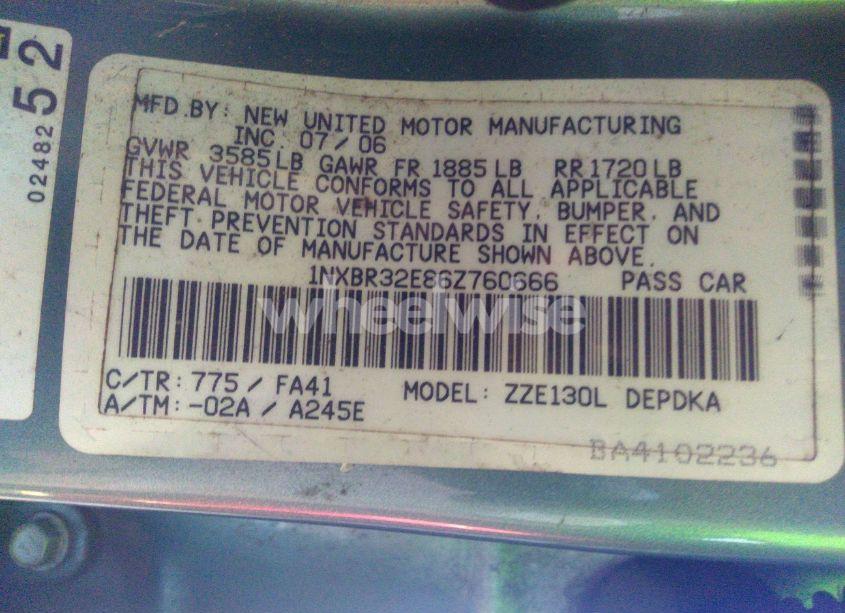 02482
52
MFD.BY: NEW UNITED MOTOR MANUFACTURING
INC. 07/06
GVWR 3585LB GAWR FR 1885LB RR1720LB
THIS VEHICLE CONFORMS TO ALL APPLICABLE
FEDERAL MOTOR VEHICLE SAFETY, BUMPER, AND
THEFT PREVENTION STANDARDS IN EFFECT ON
THE DATE OF MANUFACTURE SHOWN ABOVE.
1NXBR32E86Z760666 PASS CAR
wheelwise
C/TR: 775/ FA41 MODEL: ZZE130L DEPDKA
A/TM:-02A/ A245E
BA4102236